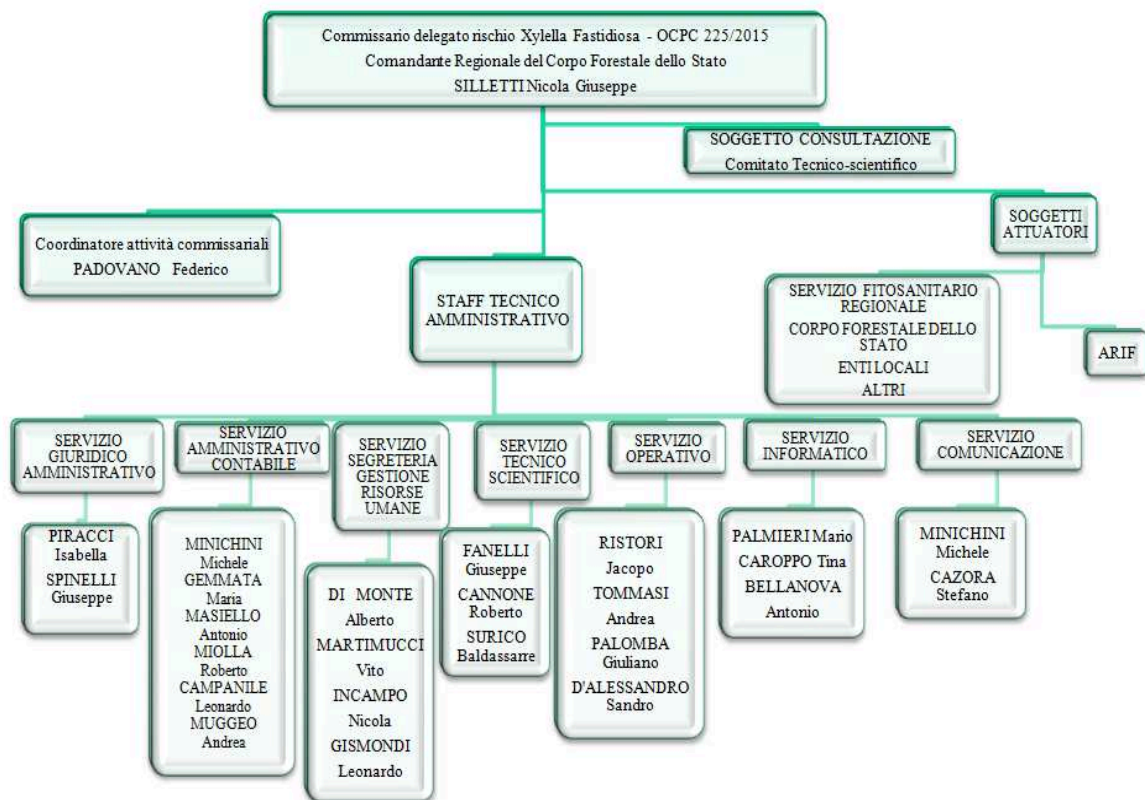 Commissario delegato rischio Xylella Fastidiosa - OCPC 225/2015
Comandante Regionale del Corpo Forestale dello Stato
SILLETTI Nicola Giuseppe
SOGGETTO CONSULTAZIONE
Comitato Tecnico-scientifico
Coordinatore attività commissariali
PADOVANO Federico
SOGGETTI
ATTUATORI
STAFF TECNICO
AMMINISTRATIVO
SERVIZIO FITOSANITARIO
REGIONALE
CORPO FORESTALE DELLO
STATO
ENTI LOCALI
ALTRI
ARIF
SERVIZIO
GIURIDICO
AMMINISTRATIVO
PIRACCI
Isabella
SPINELLI
Giuseppe
SERVIZIO
AMMINISTRATIVO
CONTABILE
MINICHINI
Michele
GEMMATA
Maria
MASIELLO
Antonio
MIOLLA
Roberto
CAMPANILE
Leonardo
MUGGEO
Andrea
SERVIZIO
SEGRETERIA
GESTIONE
RISORSE
UMANE
DI MONTE
Alberto
MARTIMUCCI
Vito
INCAMPO
Nicola
GISMONDI
Leonardo
SERVIZIO
TECNICO
SCIENTIFICO
FANELLI
Giuseppe
CANNONE
Roberto
SURICO
Baldassarre
SERVIZIO
OPERATIVO
RISTORI
Jacopo
TOMMASI
Andrea
PALOMBA
Giuliano
D'ALESSANDRO
Sandro
SERVIZIO
INFORMATICO
PALMIERI Mario
CAROPPO Tina
BELLANOVA
Antonio
SERVIZIO
COMUNICAZIONE
MINICHINI
Michele
CAZORA
Stefano